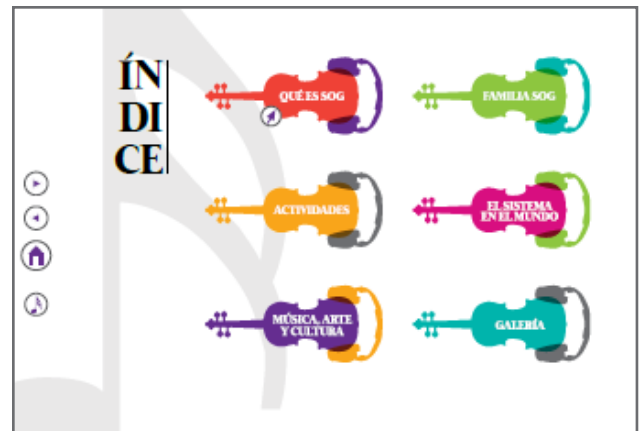 ÍN
DI
CE
QUÉ ES SOG
FAMILIA SOG
ACTIVIDADES
EL SISTEMA
EN EL MUNDO
MÚSICA, ARTE
Y CULTURA
GALERÍA